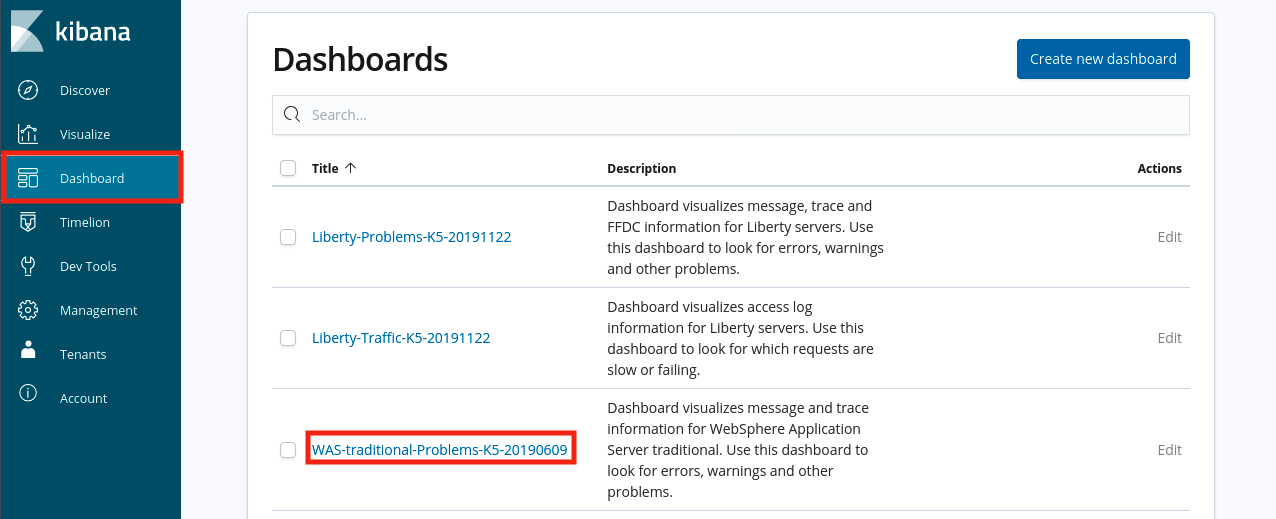 kibana
Discover
Visualize
Dashboard
Timelion
Dev Tools
Management
Tenants
Account
Dashboards
Create new dashboard
Search...
Title
Description
Actions
Liberty-Problems-K5-20191122
Dashboard visualizes message, trace and
FFDC information for Liberty servers. Use
this dashboard to look for errors, warnings
and other problems.
Edit
Liberty-Traffic-K5-20191122
Dashboard visualizes access log
information for Liberty servers. Use this
dashboard to look for which requests are
slow or failing.
Edit
WAS-traditional-Problems-K5-20190609
Dashboard visualizes message and trace
information for WebSphere Application
Server traditional. Use this dashboard to
look for errors, warnings and other
problems.
Edit